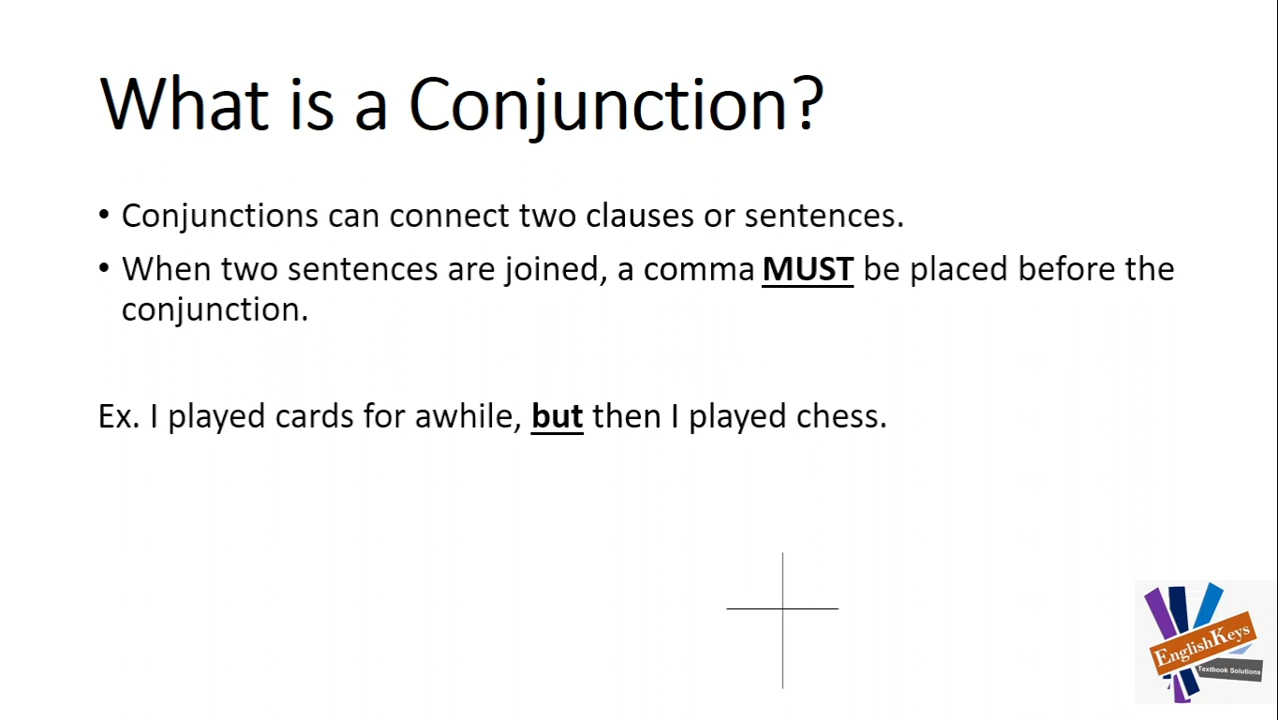 What is a Conjunction?
• Conjunctions can connect two clauses or sentences.
• When two sentences are joined, a comma MUST be placed before the
conjunction.
Ex. I played cards for awhile, but then I played chess.
EnglishKeys
Textbook Solutions